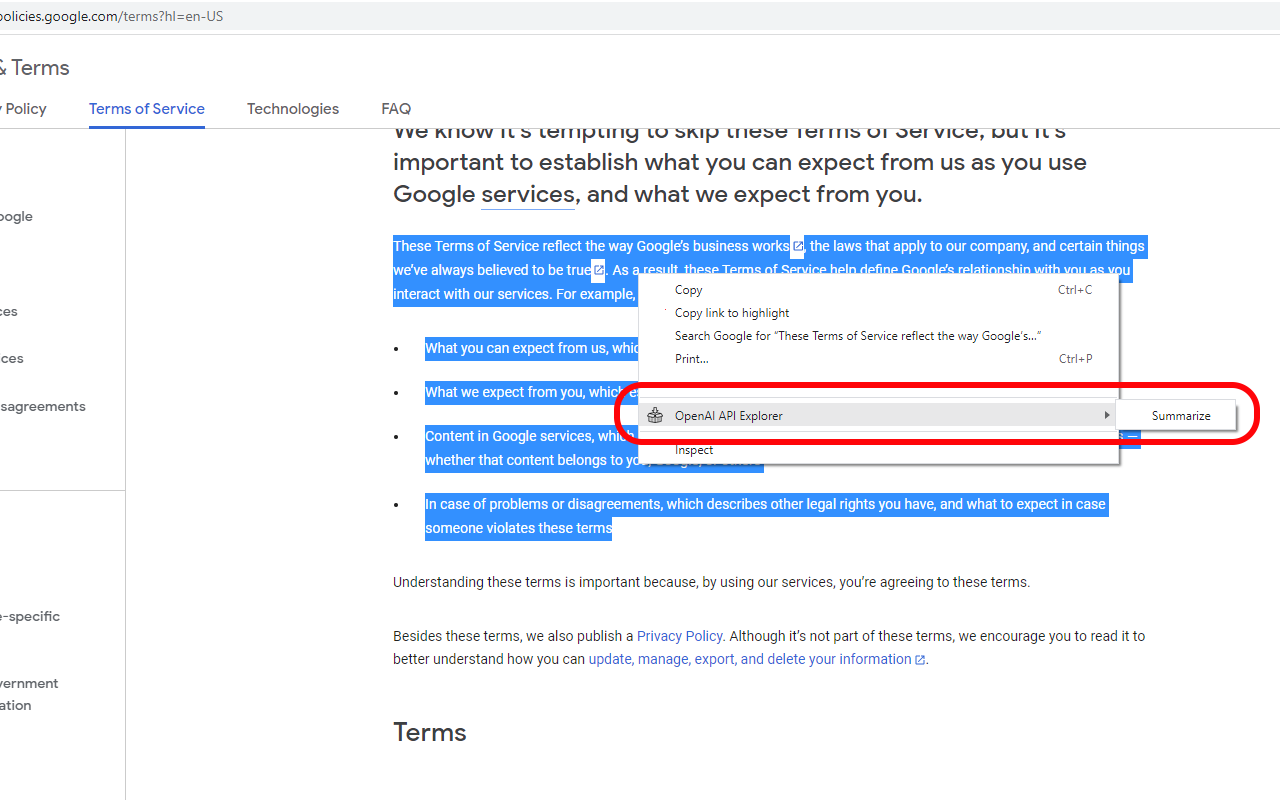 policies.google.com/terms?hl=en-US
& Terms
Policy
Terms of Service
Technologies
FAQ
We know it's tempting to skip these Terms of Service, but it's
important to establish what you can expect from us as you use
Google services, and what we expect from you.
These Terms of Service reflect the way Google's business works, the laws that apply to our company, and certain things
we've always believed to be true. As a result, these Terms of Service help define Google's relationship with you as you
interact with our services. For example,
What you can expect from us,
What we expect from you, which
Content in Google services, which
whether that content belongs to you, Google, or others
In case of problems or disagreements, which describes other legal rights you have, and what to expect in case
someone violates these terms
Copy Ctrl+C
Copy link to highlight
Search Google for “These Terms of Service reflect the way Google's...”
Print... Ctrl+P
OpenAI API Explorer
Summarize
Inspect
Understanding these terms is important because, by using our services, you're agreeing to these terms.
Besides these terms, we also publish a Privacy Policy. Although it's not part of these terms, we encourage you to read it to
better understand how you can update, manage, export, and delete your information.
Terms
oogle
ces
ces
sagreements
e-specific
vernment
ation